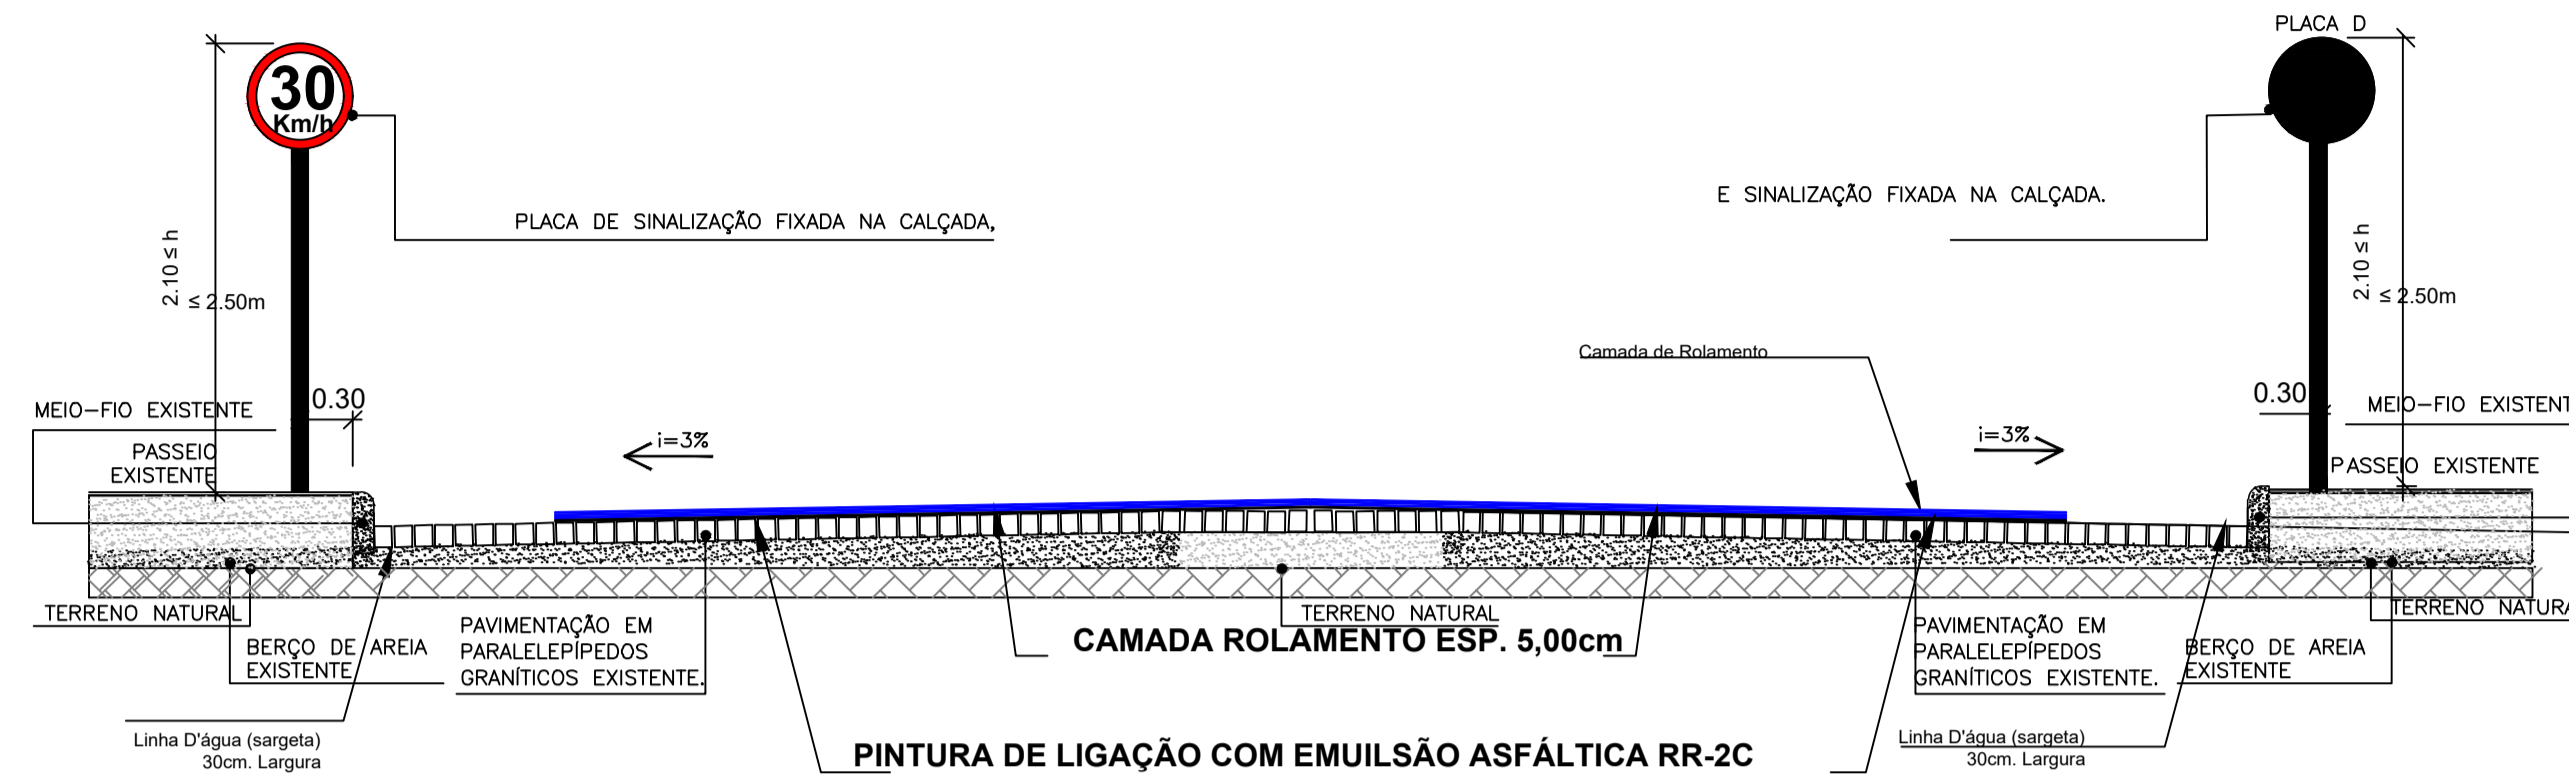 PLACA D
30
Km/h
E SINALIZAÇÃO FIXADA NA CALÇADA.
PLACA DE SINALIZAÇÃO FIXADA NA CALÇADA,
2.10 ≤ h
≤ 2.50m
2.10 ≤ h
≤ 2.50m
Camada de Rolamento
0.30
0.30
MEIO-FIO EXISTENTE
MEIO-FIO EXISTENT
i=3%
i=3%
PASSEIO
EXISTENTE
PASSEIO EXISTENTE
TERRENO NATURAL
TERRENO NATURAL
TERRENO NATURA
BERÇO DE AREIA
EXISTENTE
PAVIMENTAÇÃO EM
PARALELEPÍPEDOS
GRANÍTICOS EXISTENTE.
CAMADA ROLAMENTO ESP. 5,00cm
PAVIMENTAÇÃO EM
PARALELEPÍPEDOS
GRANÍTICOS EXISTENTE.
BERÇO DE AREIA
EXISTENTE
Linha D'água (sargeta)
30cm. Largura
PINTURA DE LIGAÇÃO COM EMUILSÃO ASFÁLTICA RR-2C
Linha D'água (sargeta)
30cm. Largura